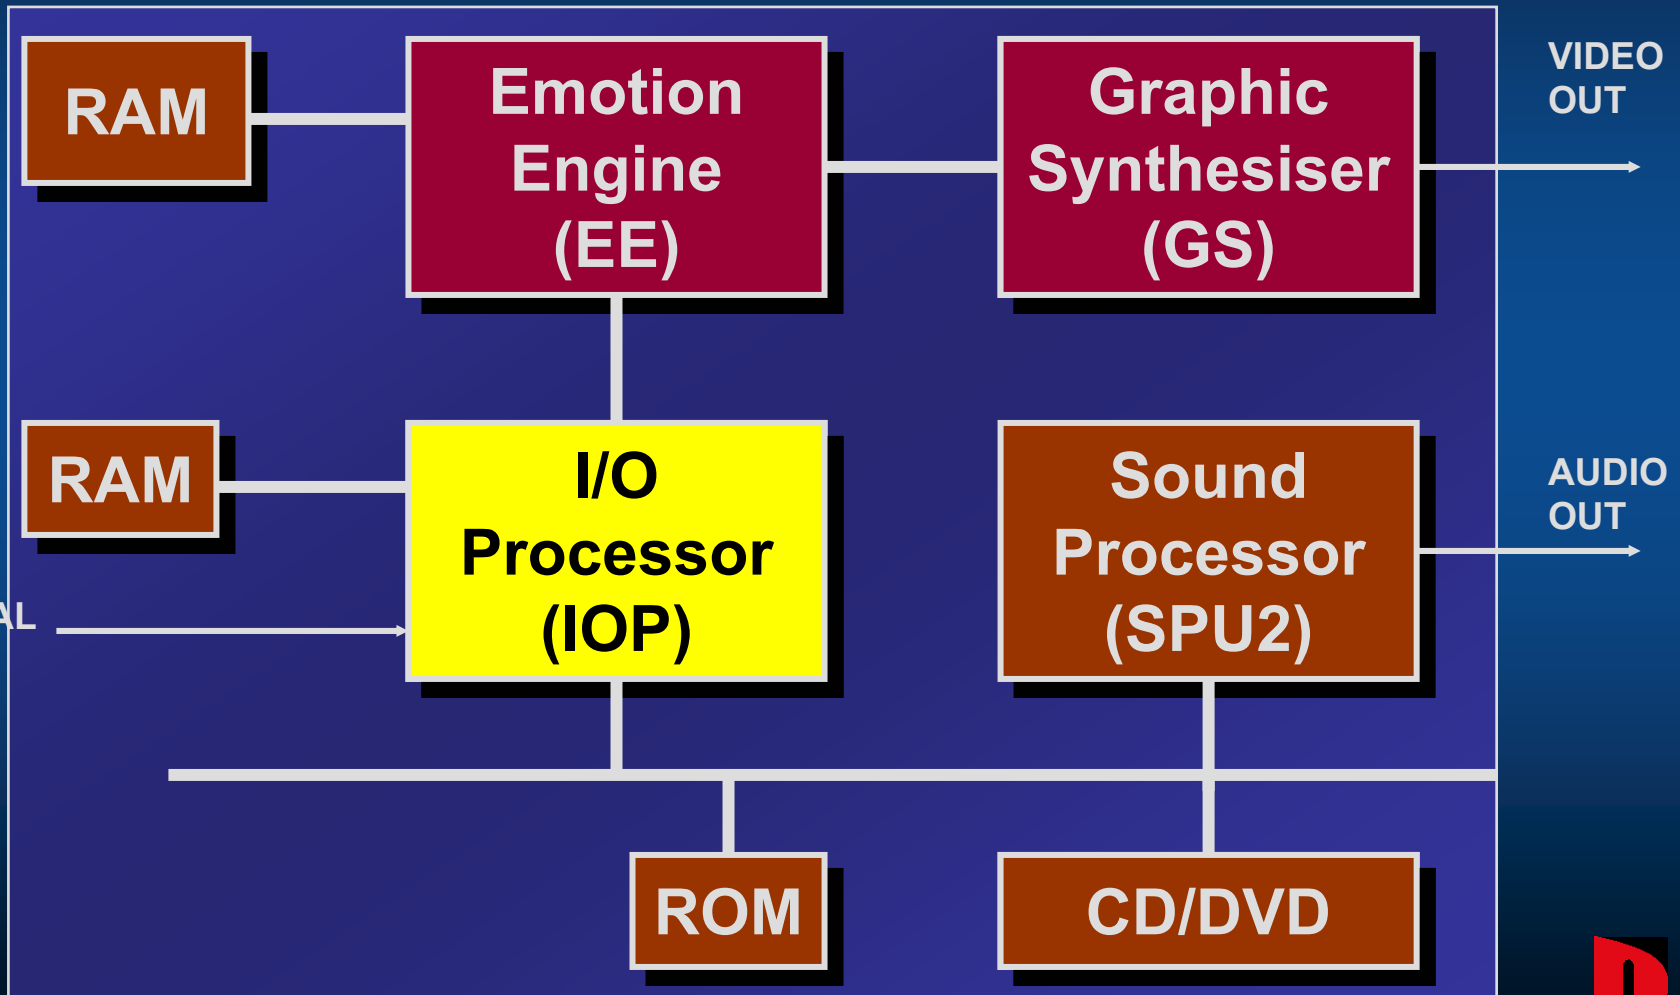 RAM
Emotion
Engine
(EE)
Graphic
Synthesiser
(GS)
VIDEO
OUT
RAM
I/O
Processor
(IOP)
Sound
Processor
(SPU2)
AUDIO
OUT
AL
ROM
CD/DVD